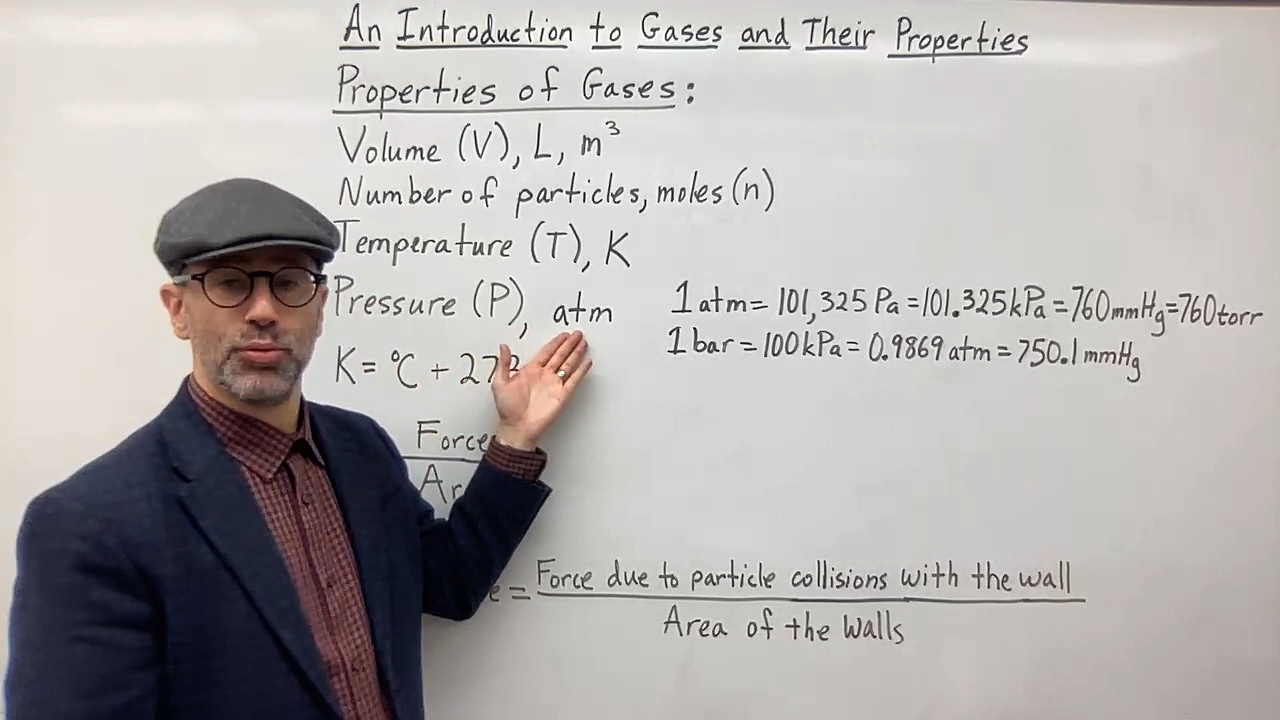 An Introduction to Gases and Their Properties
Properties of Gases:
Volume (V), L, m³
Number of particles, moles (n)
Temperature (T), K
Pressure (P), atm
1 atm = 101,325 Pa = 101.325 kPa = 760 mmHg = 760 torr
1 bar = 100 kPa = 0.9869 atm = 750.1 mmHg
K = °C + 273
Force
Ar
e = Force due to particle collisions with the wall
Area of the walls